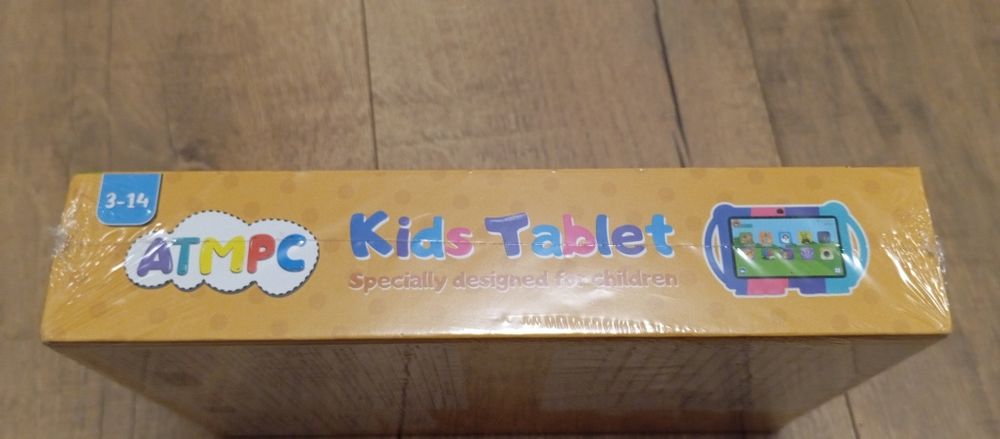 3-14
ATMPC
Kids Tablet
Specially designed for children